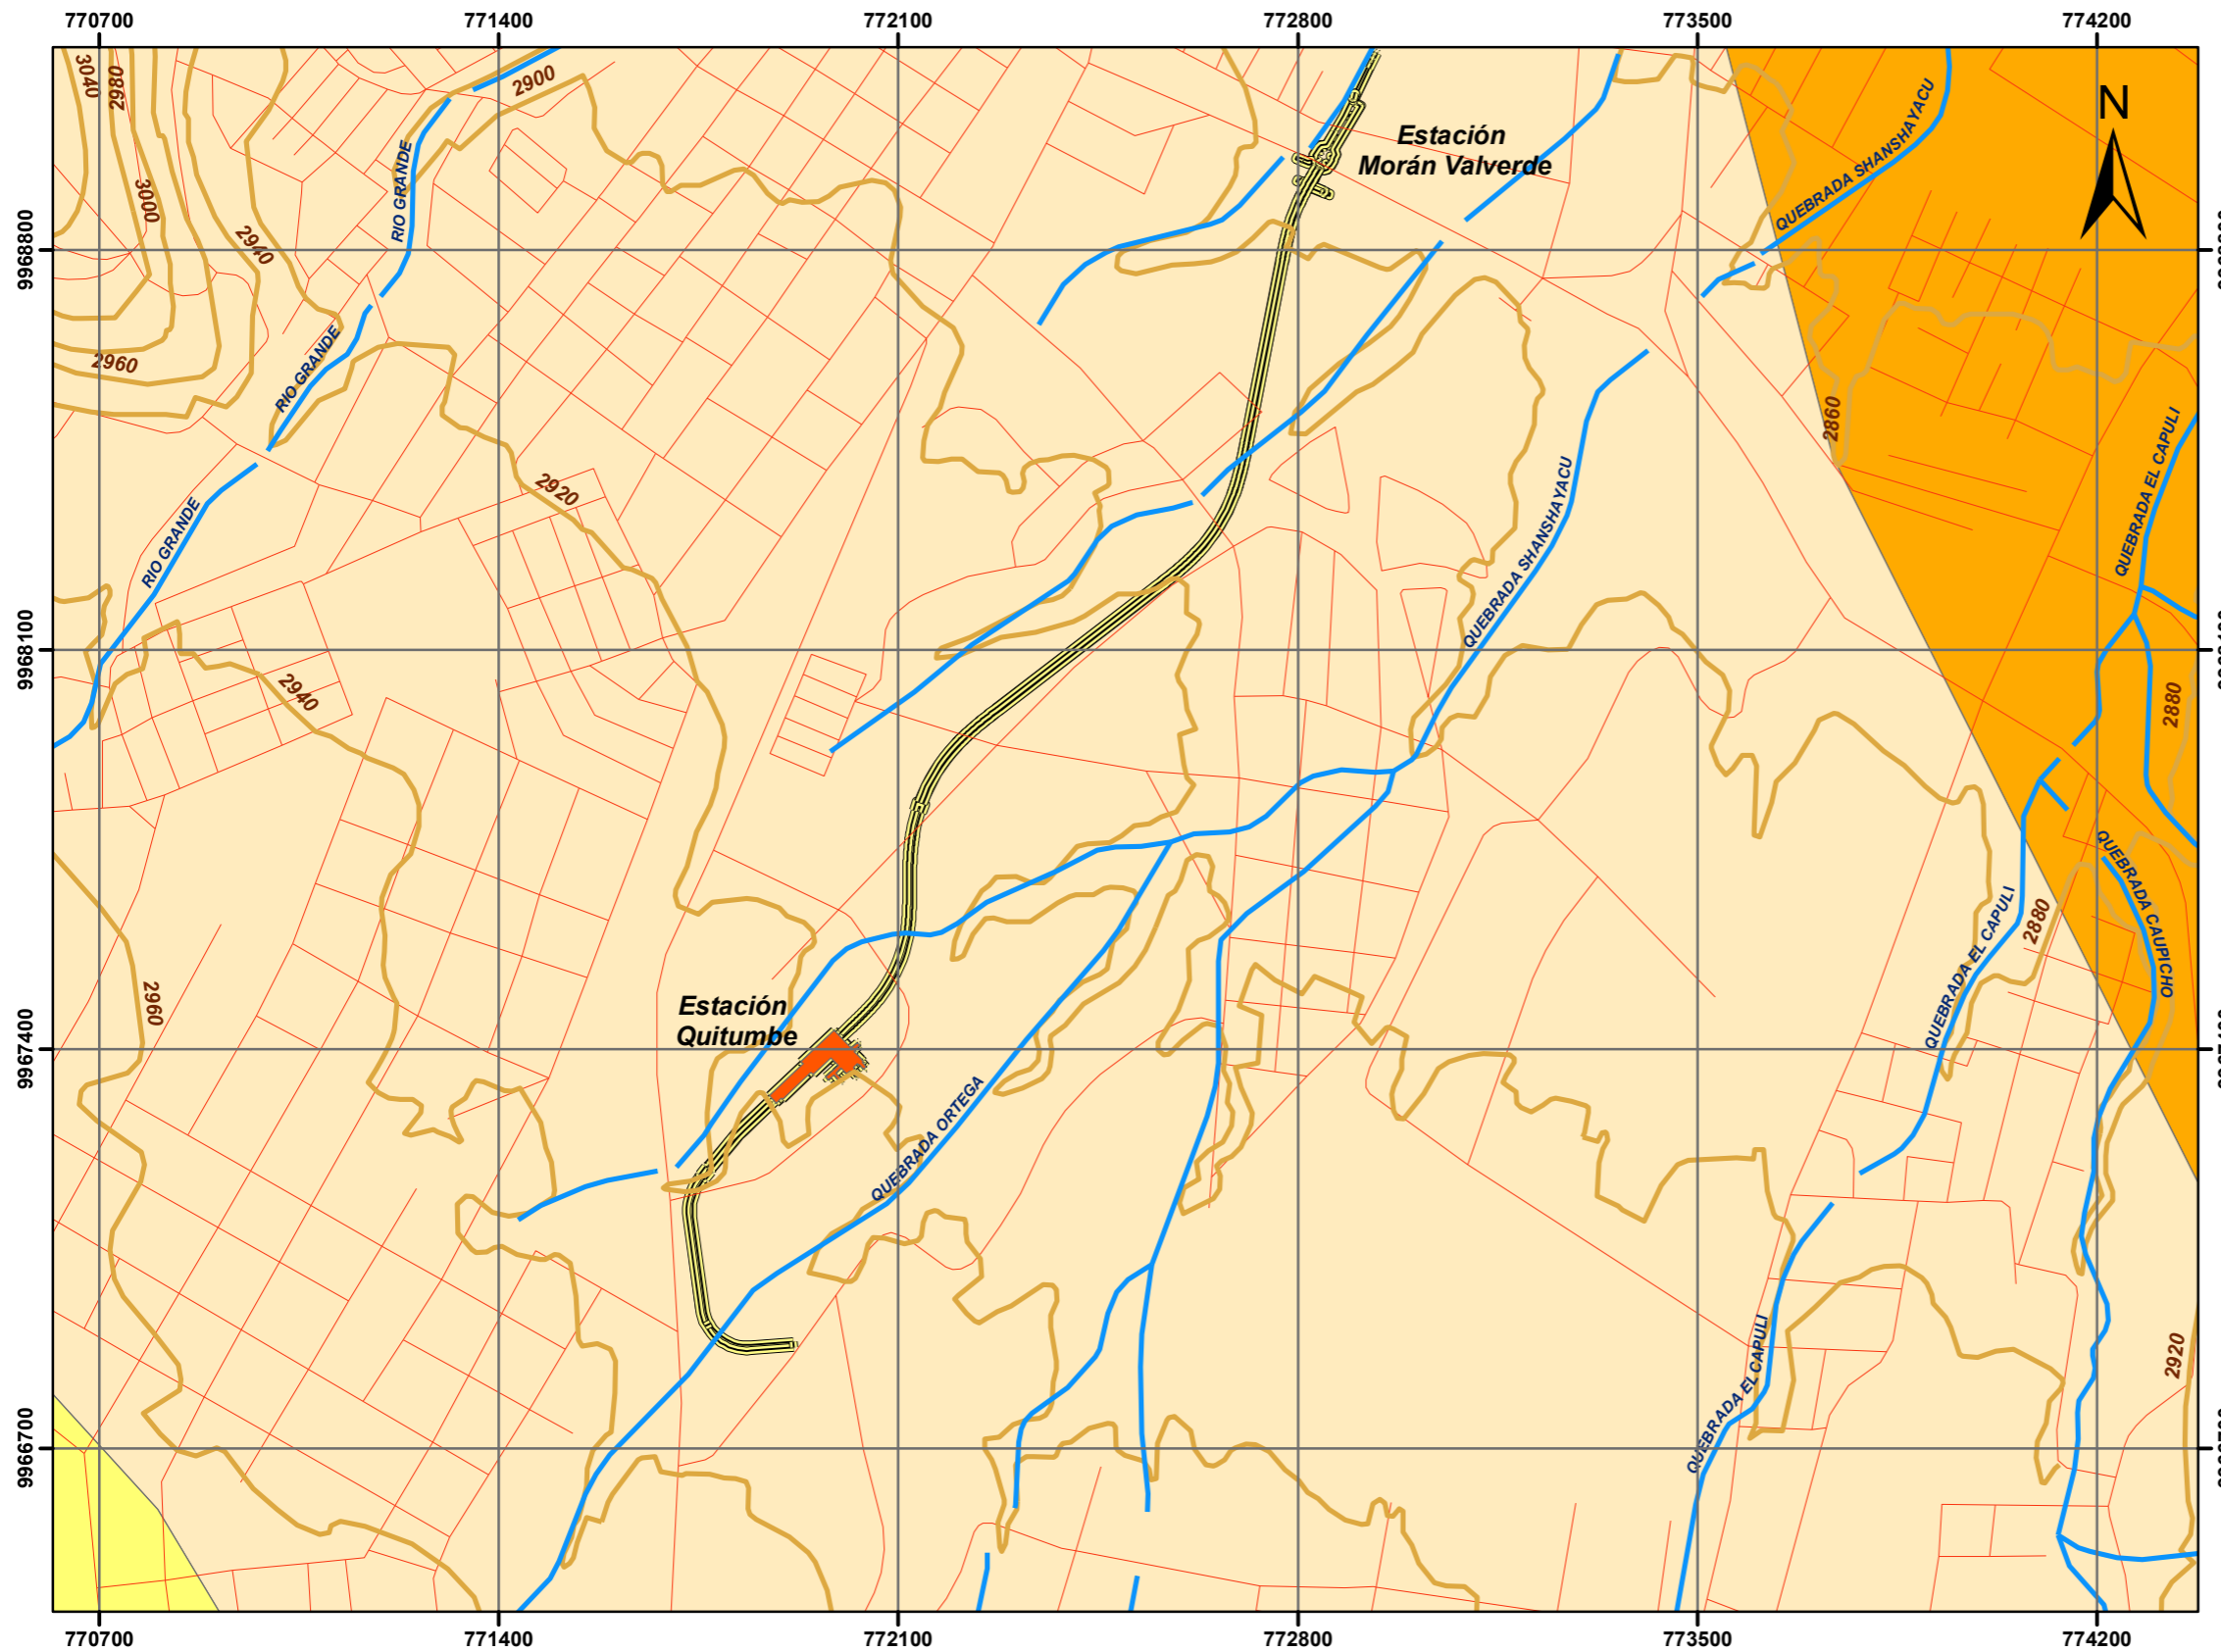 770700
771400
772100
772800
773500
774200
3040
2980
3000
2940
2960
2900
RIO GRANDE
Estación
Morán Valverde
QUEBRADA SHANSHAYACU
N
9968800
RIO GRANDE
2860
QUEBRADA EL CAPULI
2920
QUEBRADA SHANSHAYACU
RIO GRANDE
9968100
2940
2880
2960
Estación
Quitumbe
QUEBRADA ORTEGA
QUEBRADA EL CAPULI
2880
QUEBRADA CAUPICHO
9967400
QUEBRADA EL CAPULI
2920
9966700
770700
771400
772100
772800
773500
774200